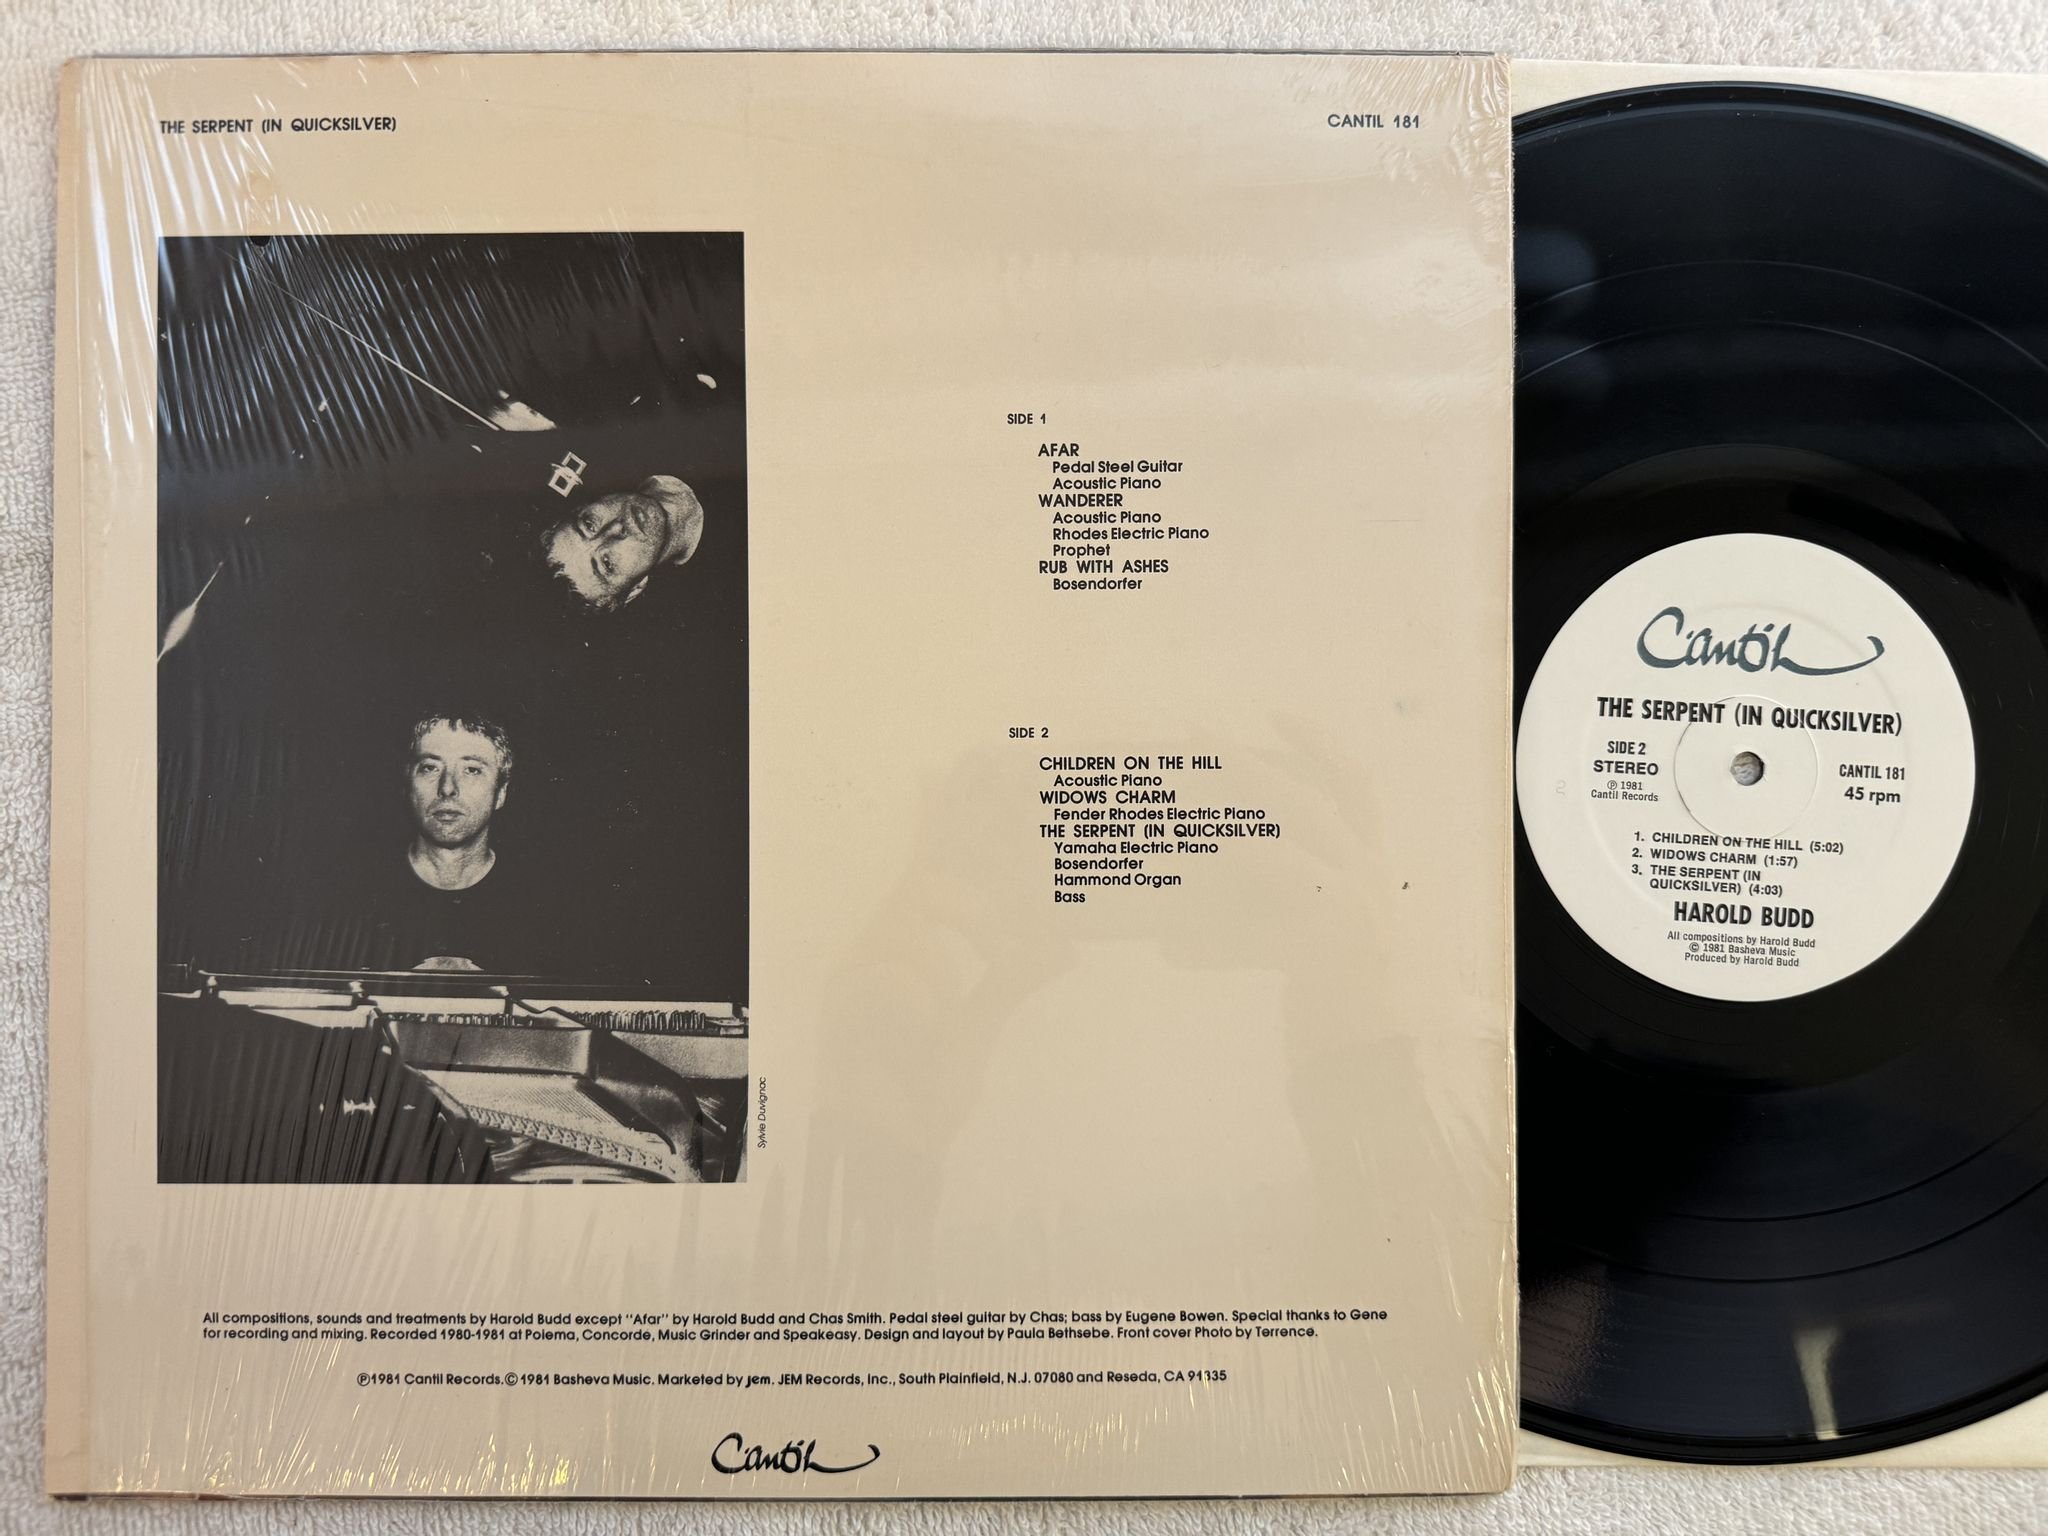 THE SERPENT (IN QUICKSILVER)
CANTIL 181
SIDE 1
AFAR
Pedal Steel Guitar
Acoustic Piano
WANDERER
Acoustic Piano
Rhodes Electric Piano
Prophet
RUB WITH ASHES
Bosendorfer
SIDE 2
CHILDREN ON THE HILL
Acoustic Piano
WIDOWS CHARM
Fender Rhodes Electric Piano
THE SERPENT (IN QUICKSILVER)
Yamaha Electric Piano
Bosendorfer
Hammond Organ
Bass
Sylvie Duvignac
All compositions, sounds and treatments by Harold Budd except "Afar" by Harold Budd and Chas Smith. Pedal steel guitar by Chas; bass by Eugene Bowen. Special thanks to Gene
for recording and mixing. Recorded 1980-1981 at Poiema, Concorde, Music Grinder and Speakeasy. Design and layout by Paula Bethsebe. Front cover Photo by Terrence.
℗1981 Cantil Records.© 1981 Basheva Music. Marketed by jem. JEM Records, Inc., South Plainfield, N.J. 07080 and Reseda, CA 91335
Cantil
Cantil
THE SERPENT (IN QUICKSILVER)
SIDE 2
STEREO
℗ 1981
Cantil Records
CANTIL 181
45 rpm
1. CHILDREN ON THE HILL (5:02)
2. WIDOWS CHARM (1:57)
3. THE SERPENT (IN
QUICKSILVER) (4:03)
HAROLD BUDD
All compositions by Harold Budd
© 1981 Basheva Music
Produced by Harold Budd